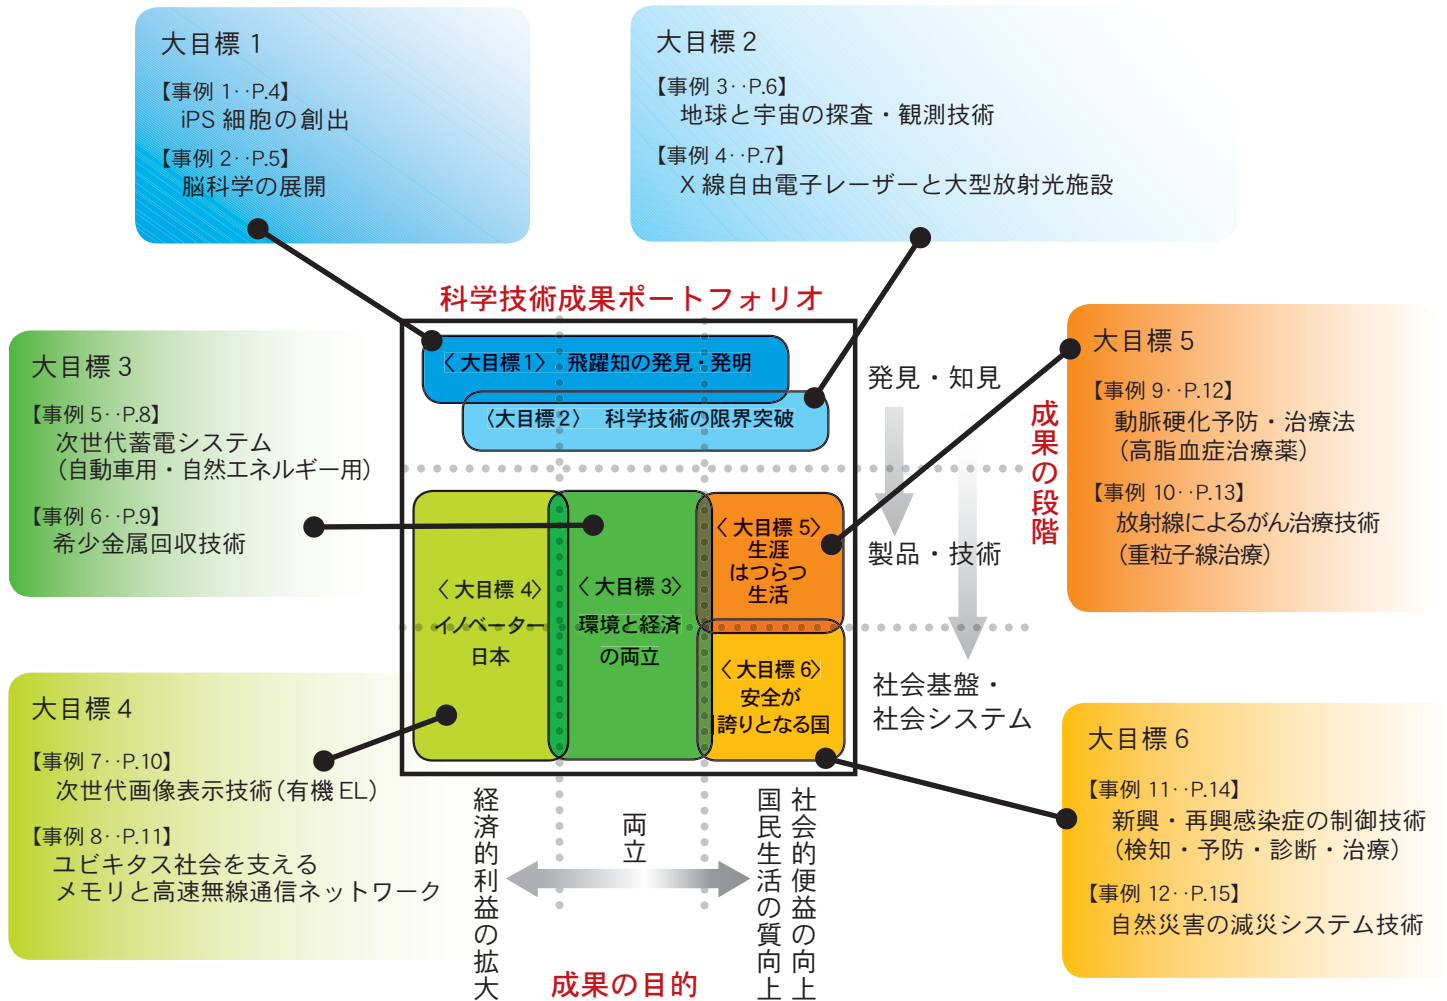 大目標 1
【事例 1‥P.4】
iPS 細胞の創出
【事例 2‥P.5】
脳科学の展開
大目標 2
【事例 3‥P.6】
地球と宇宙の探査・観測技術
【事例 4‥P.7】
X 線自由電子レーザーと大型放射光施設
科学技術成果ポートフォリオ
〈大目標1〉 飛躍知の発見・発明
〈大目標2〉 科学技術の限界突破
〈大目標 4〉
イノベーター
日本
〈大目標 3〉
環境と経済
の両立
〈大目標 5〉
生涯
はつらつ
生活
〈大目標 6〉
安全が
誇りとなる国
発見・知見
製品・技術
社会基盤・
社会システム
成果の段階
大目標 3
【事例 5‥P.8】
次世代蓄電システム
(自動車用・自然エネルギー用)
【事例 6‥P.9】
希少金属回収技術
大目標 4
【事例 7‥P.10】
次世代画像表示技術(有機 EL)
【事例 8‥P.11】
ユビキタス社会を支える
メモリと高速無線通信ネットワーク
大目標 5
【事例 9‥P.12】
動脈硬化予防・治療法
(高脂血症治療薬)
【事例 10‥P.13】
放射線によるがん治療技術
(重粒子線治療)
大目標 6
【事例 11‥P.14】
新興・再興感染症の制御技術
(検知・予防・診断・治療)
【事例 12‥P.15】
自然災害の減災システム技術
経済的利益の拡大
両立
社会的便益の向上
国民生活の質向上
成果の目的